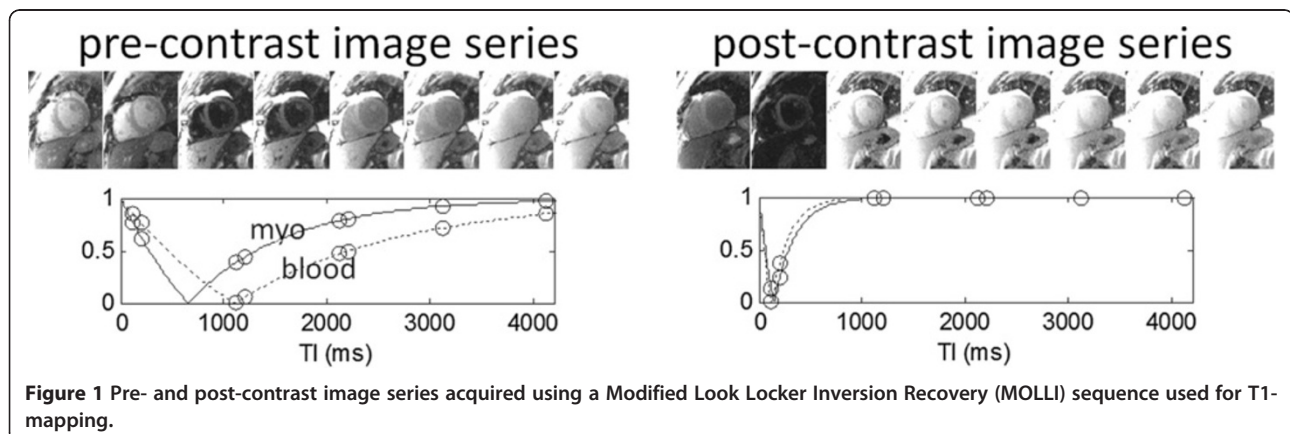 pre-contrast image series
post-contrast image series
1
0.5
0
myo
blood
0 1000 2000 3000 4000
TI (ms)
1
0.5
0
0 1000 2000 3000 4000
TI (ms)
Figure 1 Pre- and post-contrast image series acquired using a Modified Look Locker Inversion Recovery (MOLLI) sequence used for T1-
mapping.